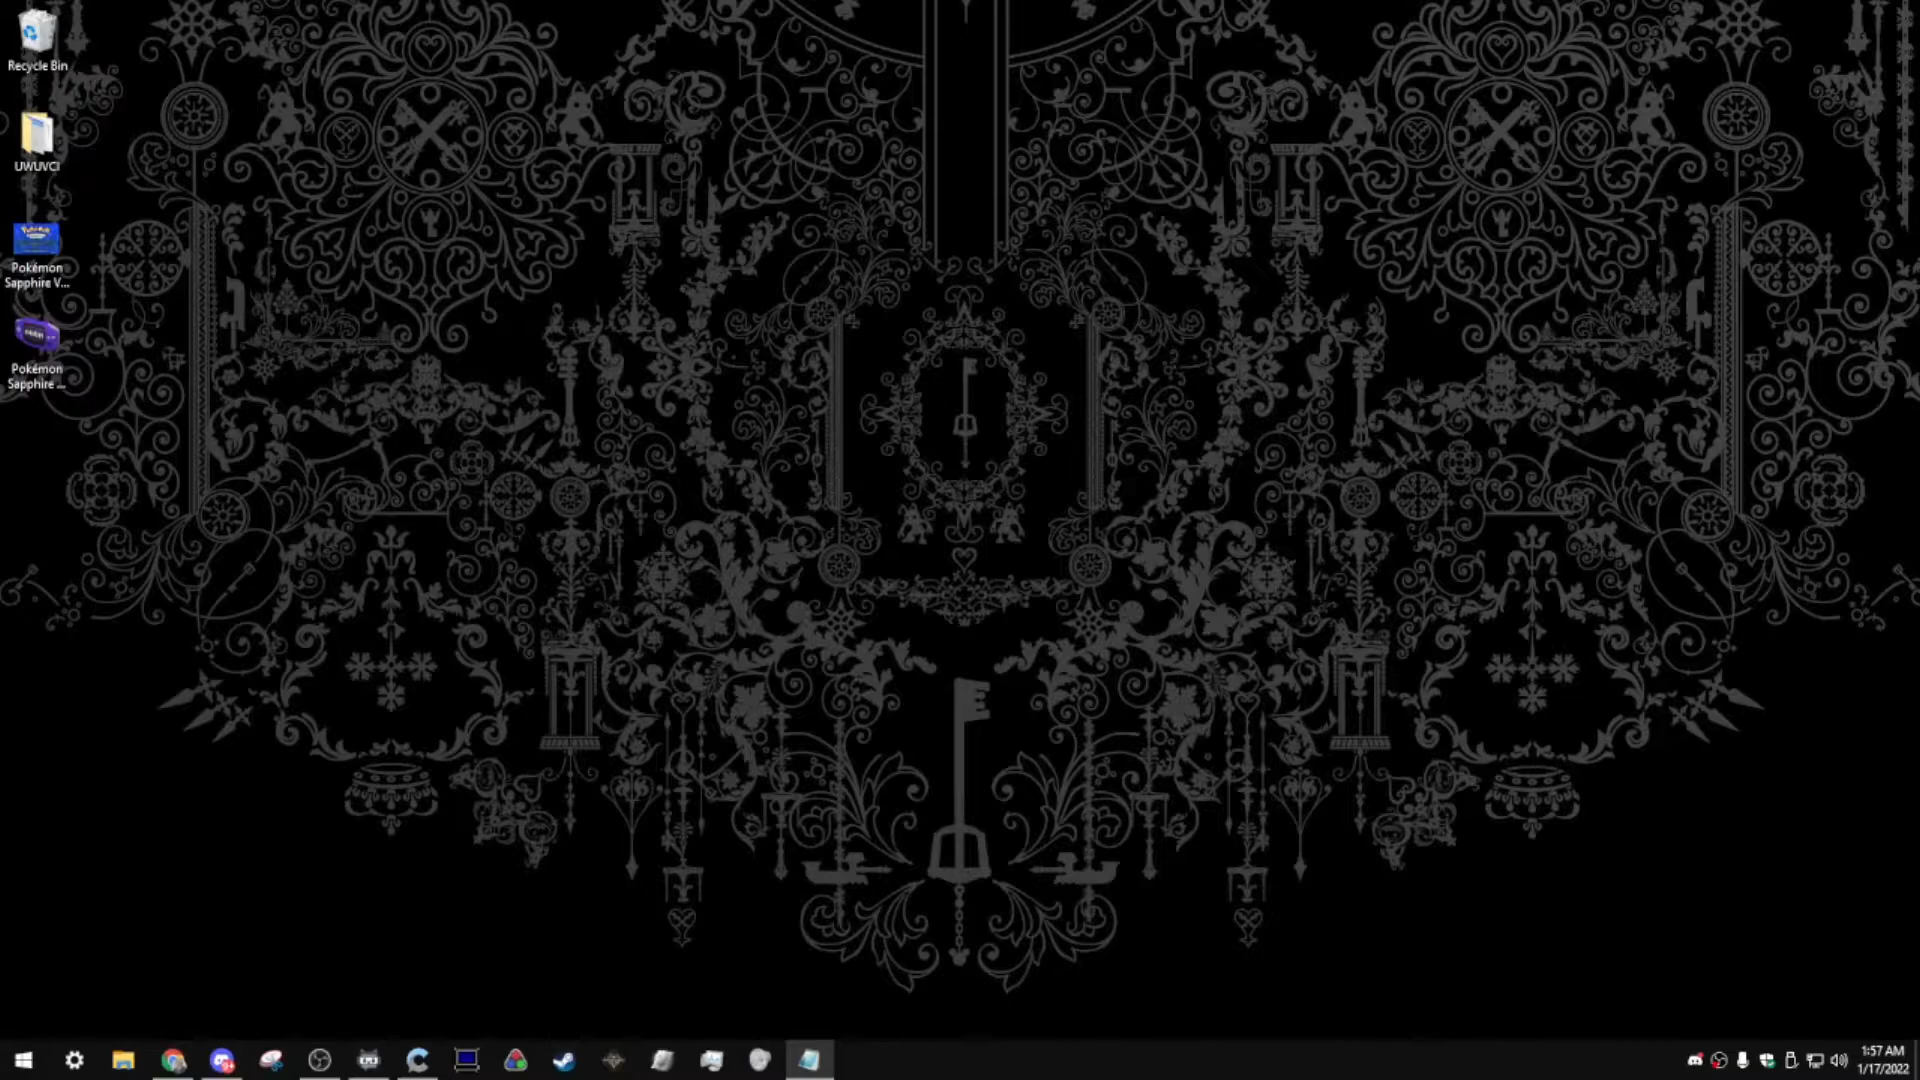 Recycle Bin
UWUVCI
Pokémon
Sapphire V...
Pokémon
Sapphire ...
1:57 AM
1/17/2022